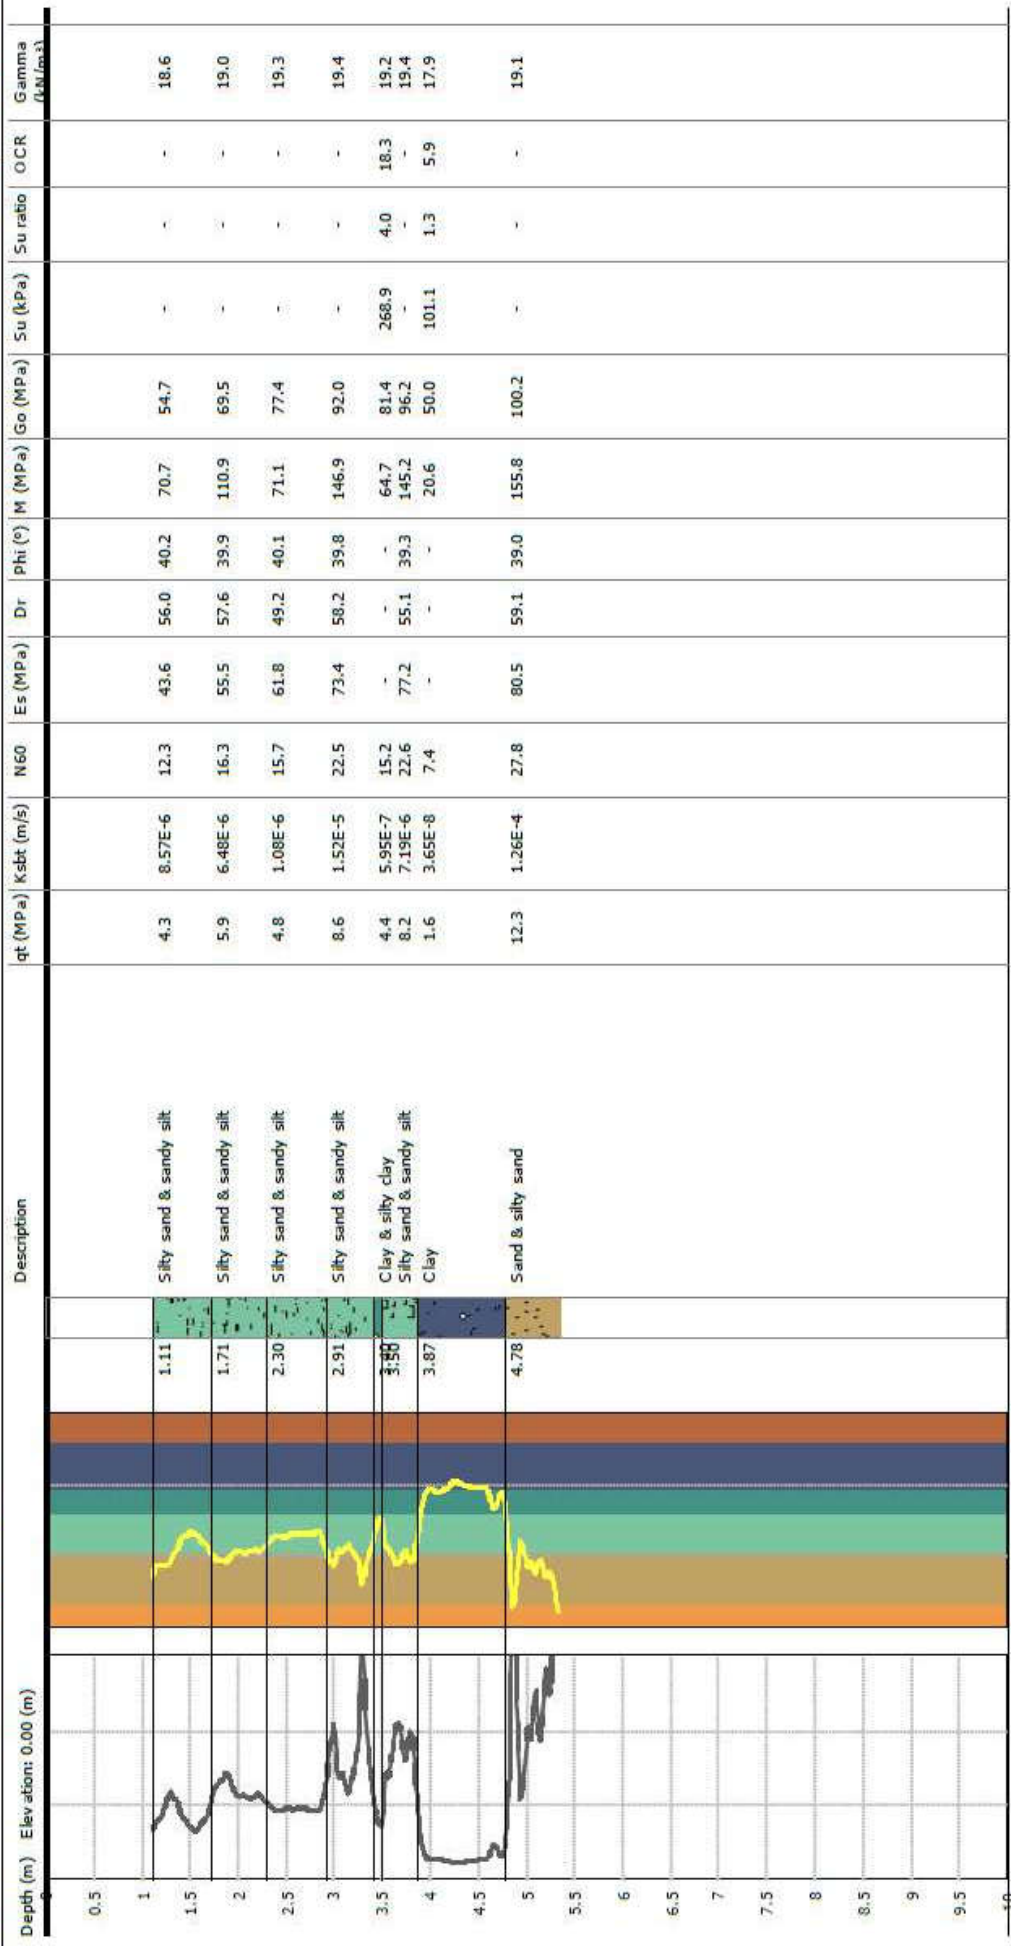 Depth (m) Elevation: 0.00 (m) Description qt (MPa) Ksbt (m/s) N60 Es (MPa) Dr Phi (°) M (MPa) Go (MPa) Su (kPa) Su ratio OCR Gamma
(kN/m³)
0.5
1
1.11 Silty sand & sandy silt 4.3 8.57E-6 12.3 43.6 56.0 40.2 70.7 54.7 - - - 18.6
1.5
1.71 Silty sand & sandy silt 5.9 6.48E-6 16.3 55.5 57.6 39.9 110.9 69.5 - - - 19.0
2
2.30 Silty sand & sandy silt 4.8 1.08E-6 15.7 61.8 49.2 40.1 71.1 77.4 - - - 19.3
2.5
2.91 Silty sand & sandy silt 8.6 1.52E-5 22.5 73.4 58.2 39.8 146.9 92.0 - - - 19.4
3
Clay & silty clay 4.4 5.95E-7 15.2 - - - 64.7 81.4 268.9 4.0 18.3 19.2
3.5
3.50 Silty sand & sandy silt 8.2 7.19E-6 22.6 77.2 55.1 39.3 145.2 96.2 - - - 19.4
3.87 Clay 1.6 3.65E-8 7.4 - - - 20.6 50.0 101.1 1.3 5.9 17.9
4
4.5
4.78 Sand & silty sand 12.3 1.26E-4 27.8 80.5 59.1 39.0 155.8 100.2 - - - 19.1
5
5.5
6
6.5
7
7.5
8
8.5
9
9.5